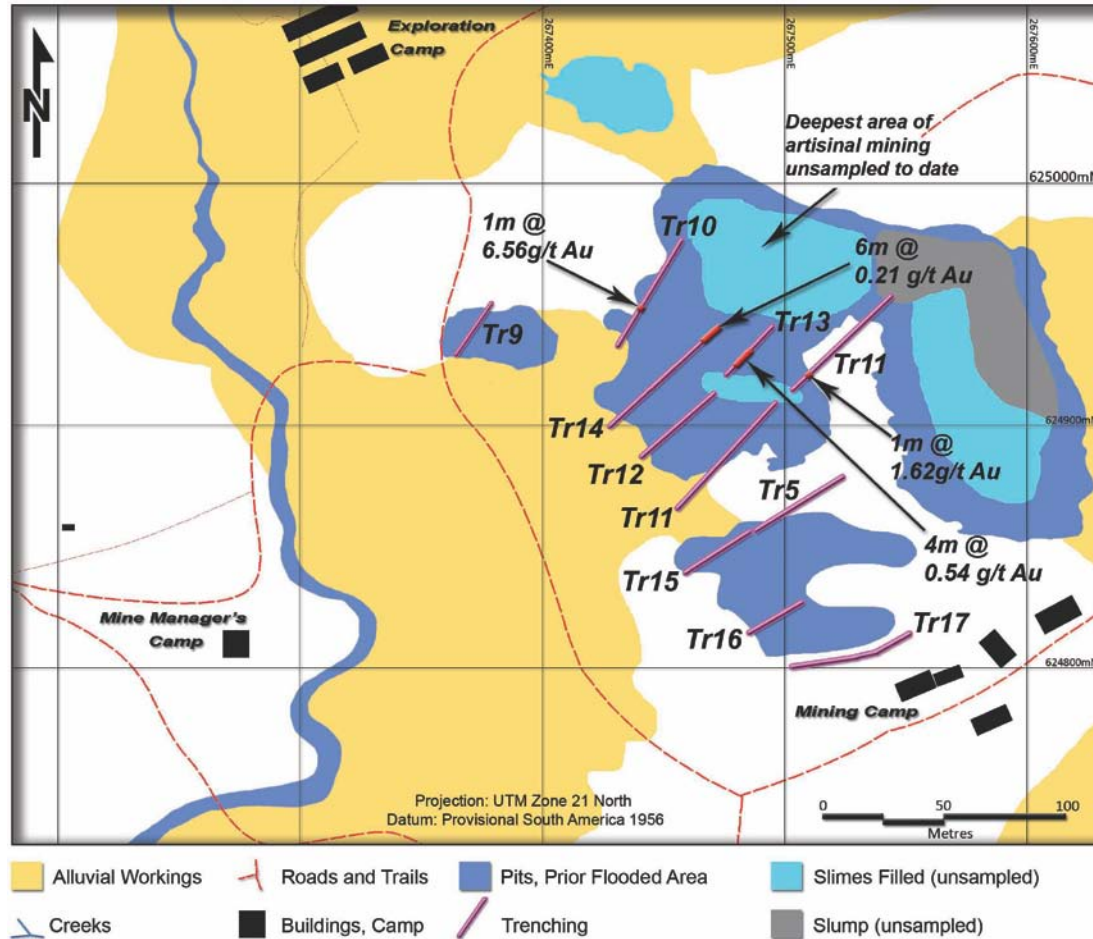 Exploration
Camp
267400mE
267500mE
267600mE
N
Deepest area of
artisinal mining
unsampled to date
625000mN
1m @
6.56g/t Au
Tr10
6m @
0.21 g/t Au
Tr9
Tr13
Tr11
Tr14
624900mN
1m @
1.62g/t Au
Tr12
Tr5
Tr11
4m @
0.54 g/t Au
Tr15
Mine Manager's
Camp
Tr16
Tr17
624800mN
Mining Camp
Projection: UTM Zone 21 North
Datum: Provisional South America 1956
0 50 100
Metres
Alluvial Workings
Roads and Trails
Pits, Prior Flooded Area
Slimes Filled (unsampled)
Creeks
Buildings, Camp
Trenching
Slump (unsampled)